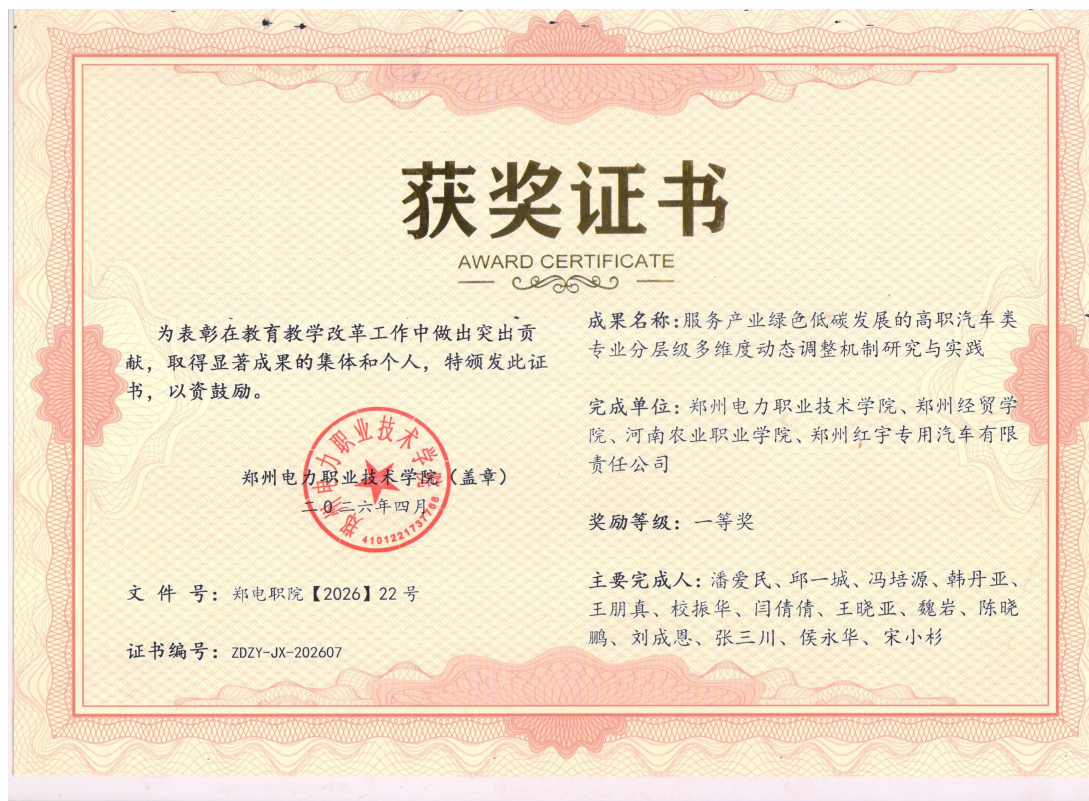 获奖证书
AWARD CERTIFICATE
为表彰在教育教学改革工作中做出突出贡
献，取得显著成果的集体和个人，特颁发此证
书，以资鼓励。
郑州电力职业技术学院（盖章）
二0二六年四月
郑州电力职业技术学院
4101221737768
文 件 号：郑电职院【2026】22 号
证书编号：ZDZY-JX-202607
成果名称:服务产业绿色低碳发展的高职汽车类
专业分层级多维度动态调整机制研究与实践
完成单位:郑州电力职业技术学院、郑州经贸学
院、河南农业职业学院、郑州红宇专用汽车有限
责任公司
奖励等级：一等奖
主要完成人:潘爱民、邱一城、冯培源、韩丹亚、
王朋真、校振华、闫倩倩、王晓亚、魏岩、陈晓
鹏、刘成恩、张三川、侯永华、宋小杉